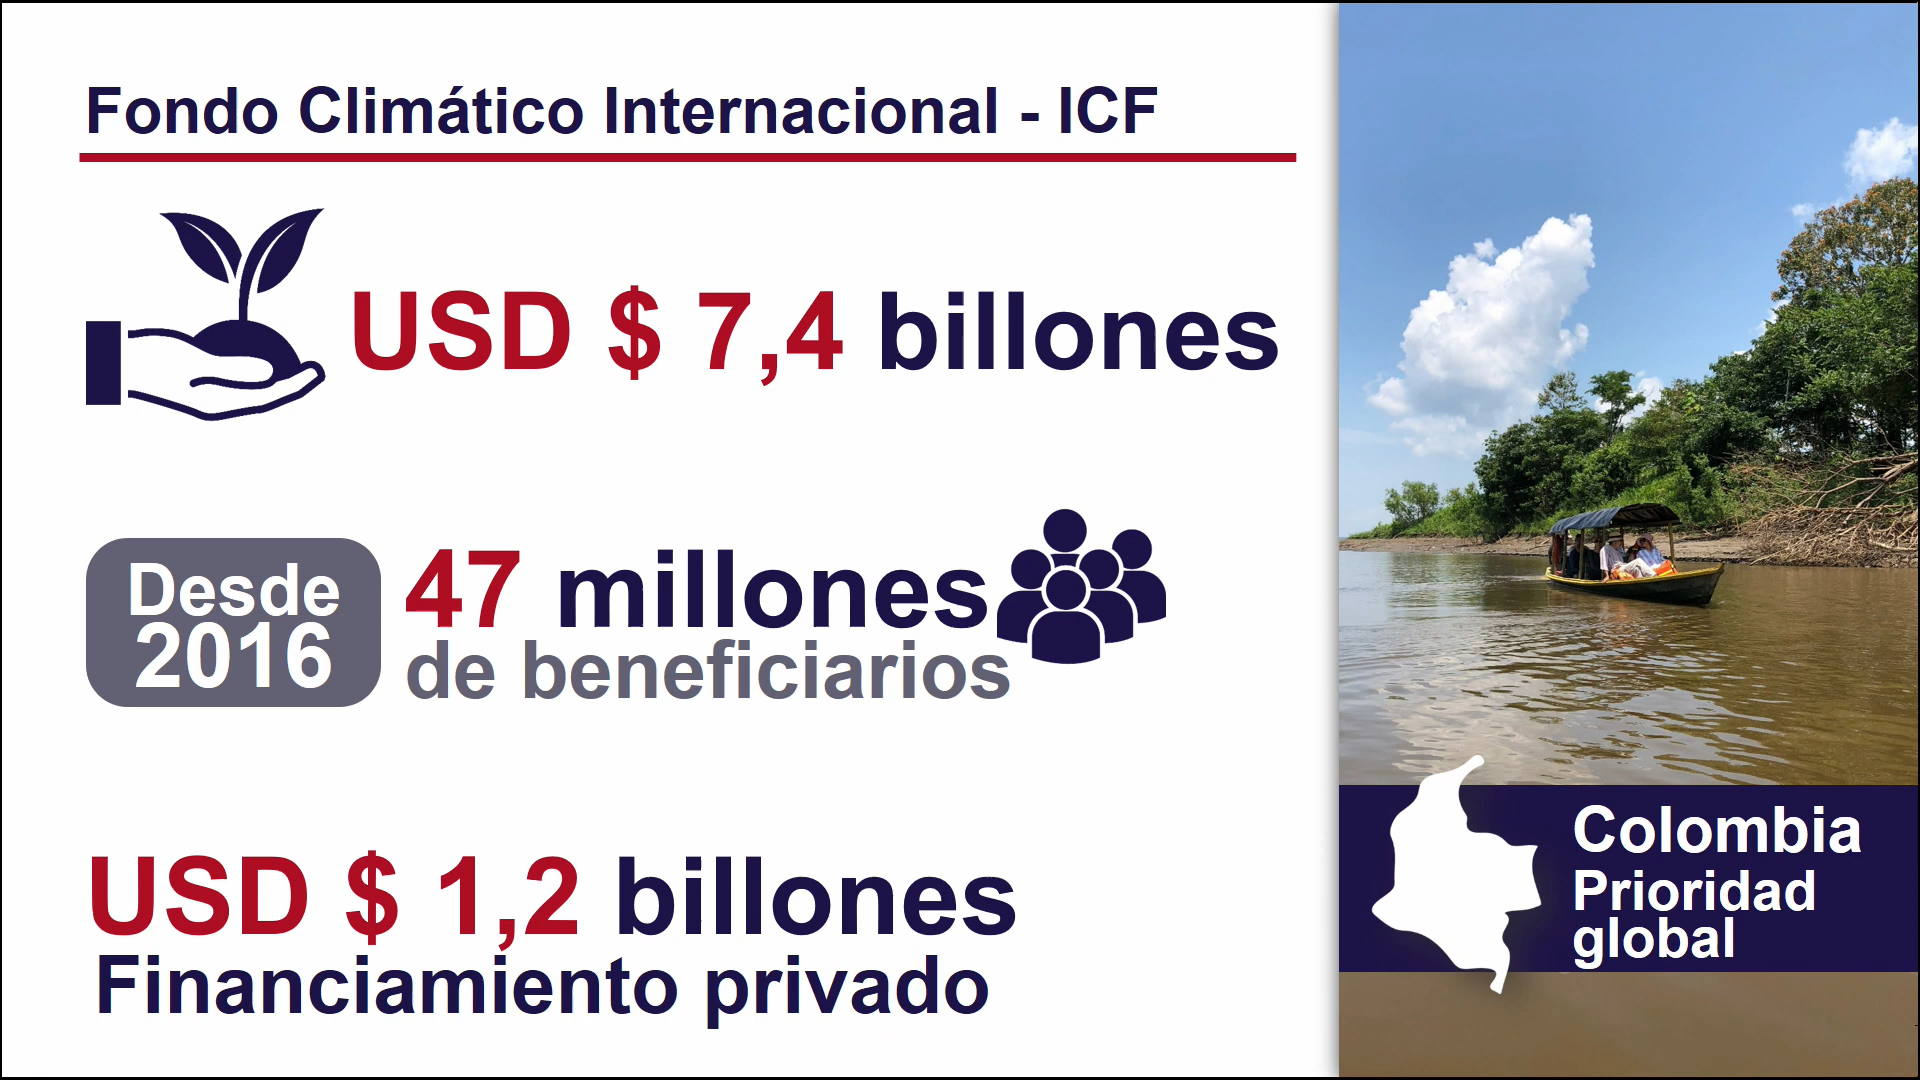 Fondo Climático Internacional - ICF
USD $ 7,4 billones
Desde
2016
47 millones
de beneficiarios
USD $ 1,2 billones
Financiamiento privado
Colombia
Prioridad
global